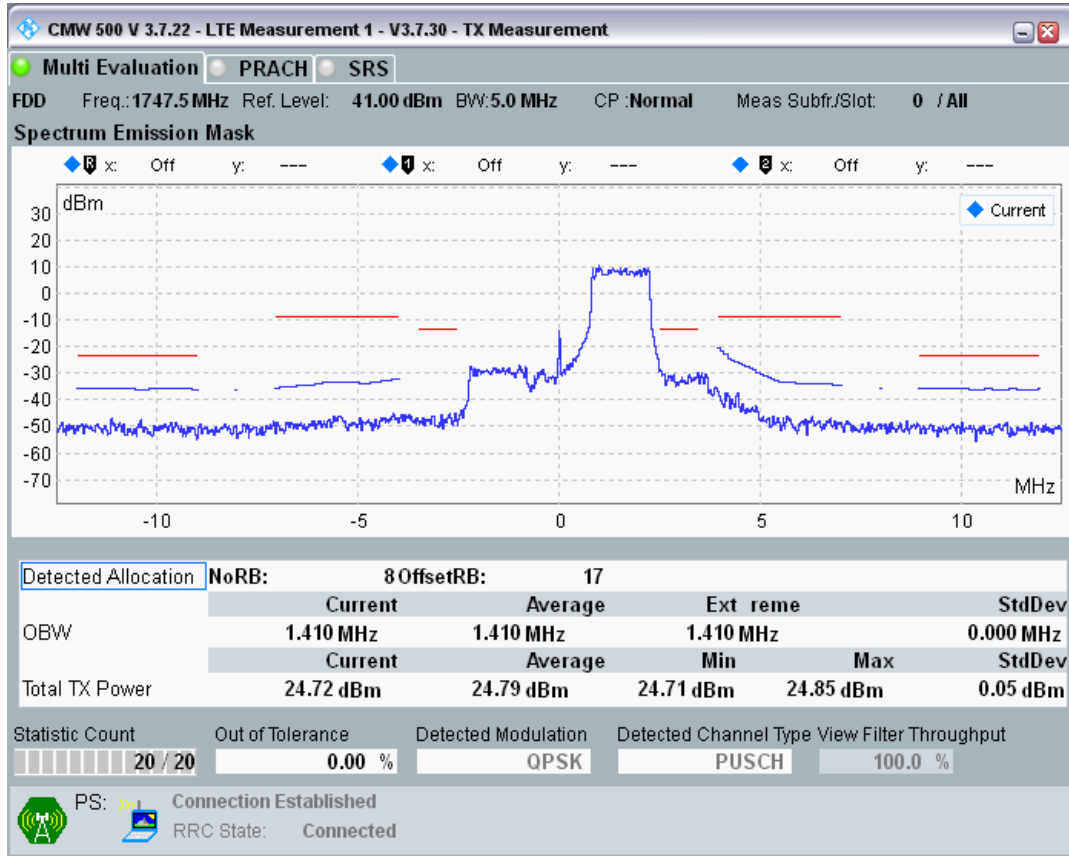 CMW 500 V 3.7.22 - LTE Measurement 1 - V3.7.30 - TX Measurement
Multi Evaluation PRACH SRS
FDD Freq.: 1747.5 MHz Ref. Level: 41.00 dBm BW: 5.0 MHz CP : Normal Meas Subfr./Slot: 0 / All
Spectrum Emission Mask
R x: Off y: --- 1 x: Off y: --- 2 x: Off y: ---
dBm
Current
30
20
10
0
-10
-20
-30
-40
-50
-60
-70
MHz
-10 -5 0 5 10
Detected Allocation NoRB: 8 OffsetRB: 17
Current Average Ext reme StdDev
OBW 1.410 MHz 1.410 MHz 1.410 MHz 0.000 MHz
Current Average Min Max StdDev
Total TX Power 24.72 dBm 24.79 dBm 24.71 dBm 24.85 dBm 0.05 dBm
Statistic Count Out of Tolerance Detected Modulation Detected Channel Type View Filter Throughput
20 / 20 0.00 % QPSK PUSCH 100.0 %
PS: Connection Established
RRC State: Connected